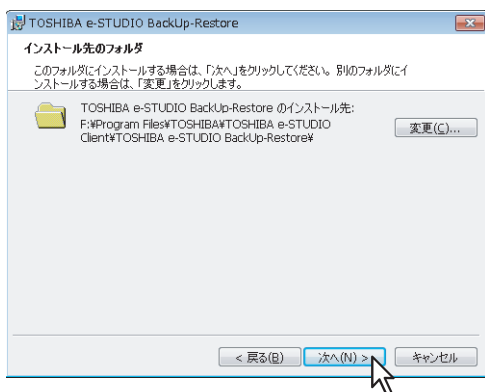 TOSHIBA e-STUDIO BackUp-Restore
インストール先のフォルダ
このフォルダにインストールする場合は、「次へ」をクリックしてください。別のフォルダにイ
ンストールする場合は、「変更」をクリックします。
TOSHIBA e-STUDIO BackUp-Restore のインストール先:
F:¥Program Files¥TOSHIBA¥TOSHIBA e-STUDIO
Client¥TOSHIBA e-STUDIO BackUp-Restore¥
変更(C)...
< 戻る(B)
次へ(N) >
キャンセル